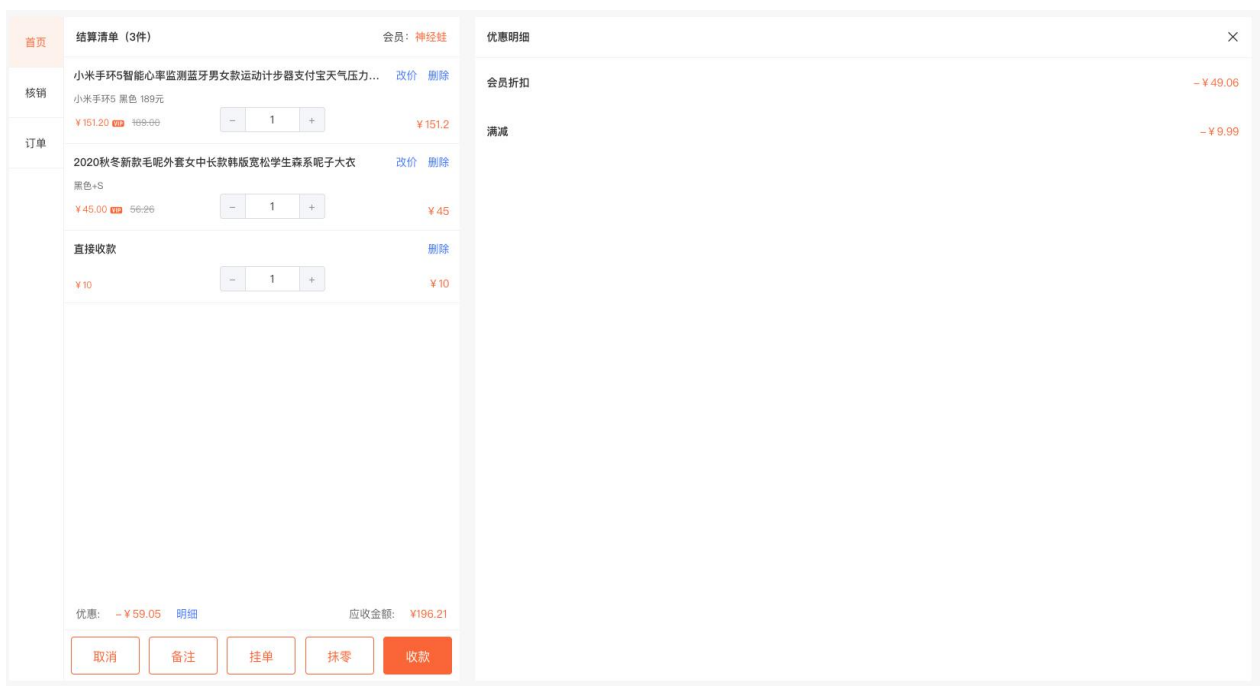 首页
核销
订单
结算清单（3件） 会员：神经蛙
小米手环5智能心率监测蓝牙男女款运动计步器支付宝天气压力... 改价 删除
小米手环5 黑色 189元
¥151.20 VIP 189.00 － 1 + ¥151.2
2020秋冬新款毛呢外套女中长款韩版宽松学生森系呢子大衣 改价 删除
黑色+S
¥45.00 VIP 56.26 － 1 + ¥45
直接收款 删除
¥10 － 1 + ¥10
优惠: －¥59.05 明细 应收金额: ¥196.21
取消 备注 挂单 抹零 收款
优惠明细 ×
会员折扣 －¥49.06
满减 －¥9.99